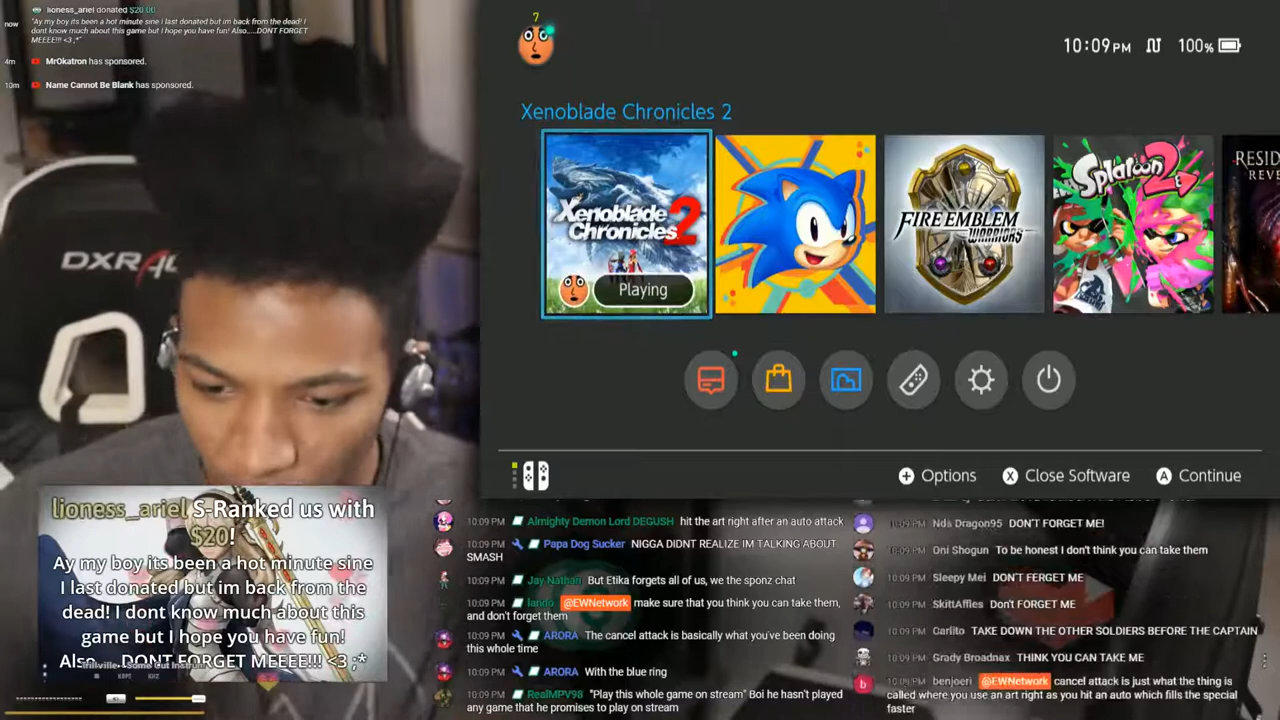 lioness_ariel donated $20.00
now
"Ay my boy its been a hot minute sine i last donated but im back from the dead! I
dont know much about this game but I hope you have fun! Also.....DONT FORGET
MEEEE!!! <3 ;*"
4m MrOkatron has sponsored.
10m Name Cannot Be Blank has sponsored.
DXRA
7
10:09 PM 100%
Xenoblade Chronicles 2
Xenoblade
Chronicles 2
Playing
FIRE EMBLEM
WARRIORS
Splatoon 2
RESID
REVE
Options
X Close Software
A Continue
lioness_ariel S-Ranked us with
$20!
Ay my boy its been a hot minute sine
I last donated but im back from the
dead! I dont know much about this
game but I hope you have fun!
DONT FORGET MEEEE!!! <3 ;*
10:09 PM Almighty Demon Lord DEGUSH hit the art right after an auto attack
10:09 PM Papa Dog Sucker NIGGA DIDNT REALIZE IM TALKING ABOUT
SMASH
10:09 PM Jay Nathan But Etika forgets all of us, we the sponz chat
10:09 PM lando @EWNetwork make sure that you think you can take them,
and don't forget them
10:09 PM ARORA The cancel attack is basically what you've been doing
this whole time
10:09 PM ARORA With the blue ring
10:09 PM RealMPV98 "Play this whole game on stream" Boi he hasn't played
any game that he promises to play on stream
10:09 PM Nda Dragon95 DON'T FORGET ME!
10:09 PM Oni Shogun To be honest I don't think you can take them
10:09 PM Sleepy Mei DON'T FERGET ME
10:09 PM SkittAffles Don't FORGET ME
10:09 PM Carlito TAKE DOWN THE OTHER SOLDIERS BEFORE THE CAPTAIN
10:09 PM Grady Broadnax THINK YOU CAN TAKE ME
10:09 PM benjoeri @EWNetwork cancel attack is just what the thing is
called where you use an art right as you hit an auto which fills the special
faster